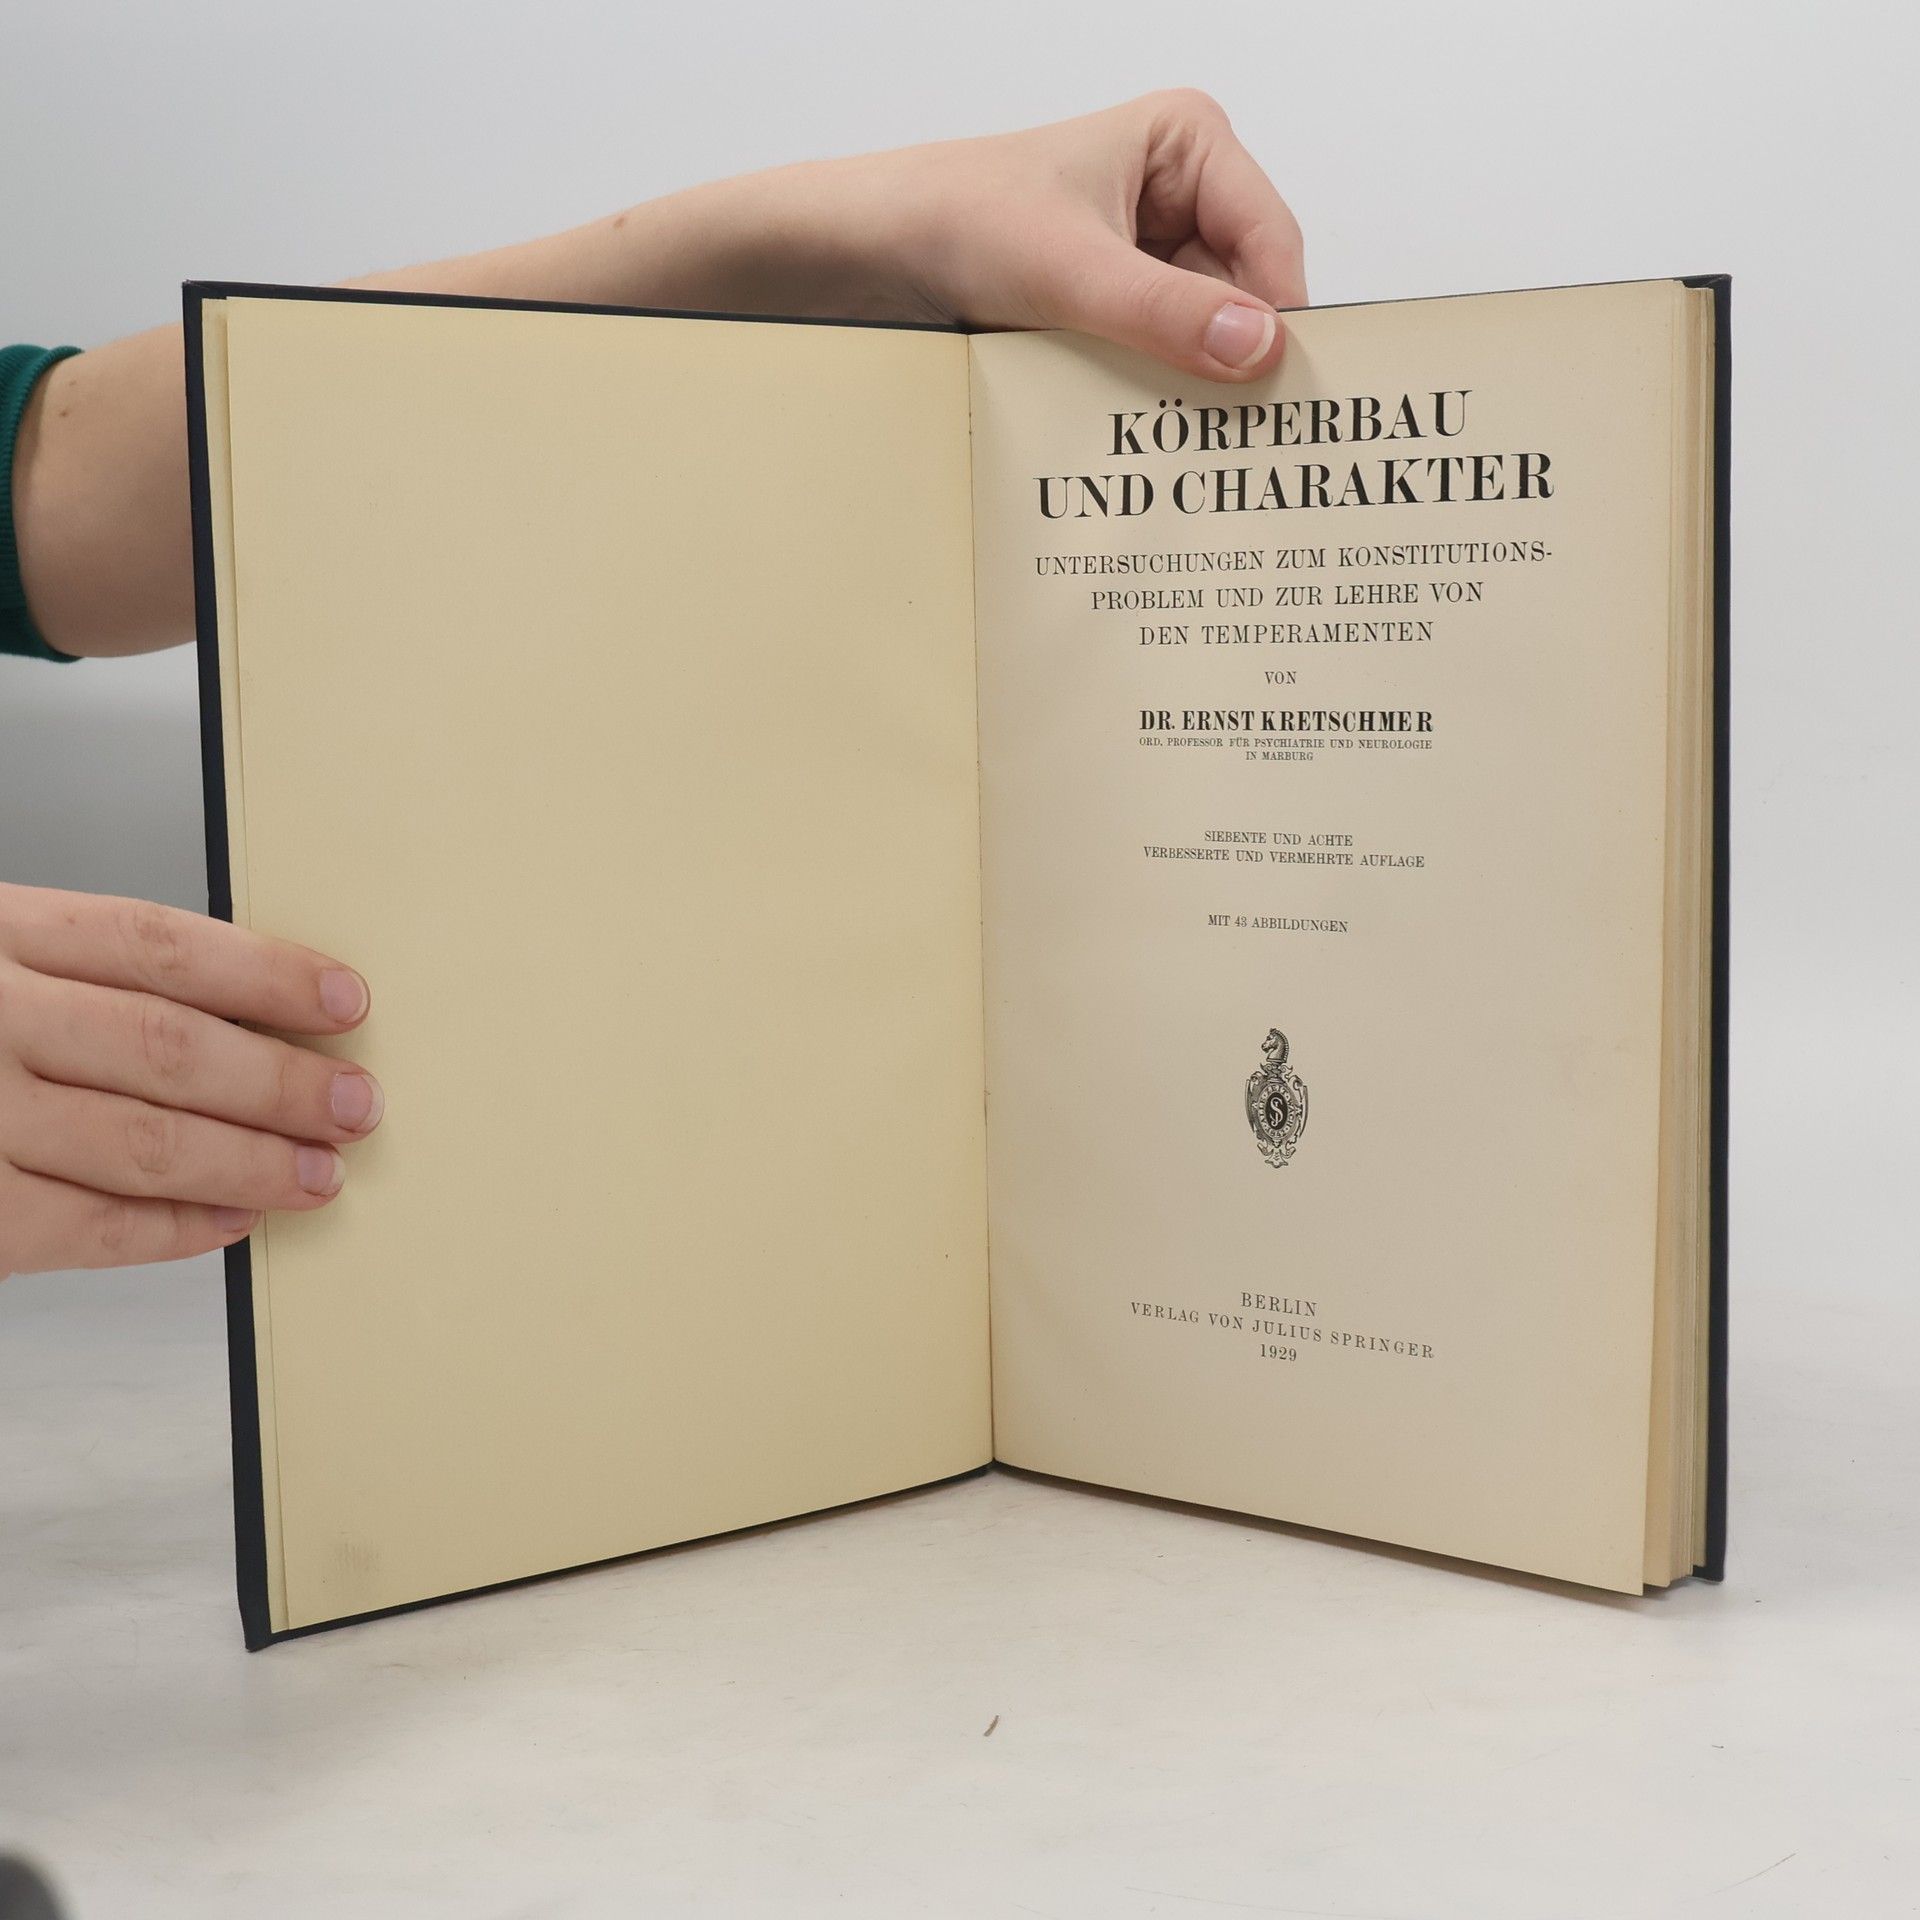 KÖRPERBAU
UND CHARAKTER
UNTERSUCHUNGEN ZUM KONSTITUTIONS-
PROBLEM UND ZUR LEHRE VON
DEN TEMPERAMENTEN
VON
DR. ERNST KRETSCHMER
ORD. PROFESSOR FÜR PSYCHIATRIE UND NEUROLOGIE
IN MARBURG
SIEBENTE UND ACHTE
VERBESSERTE UND VERMEHRTE AUFLAGE
MIT 43 ABBILDUNGEN
BERLIN
VERLAG VON JULIUS SPRINGER
1929